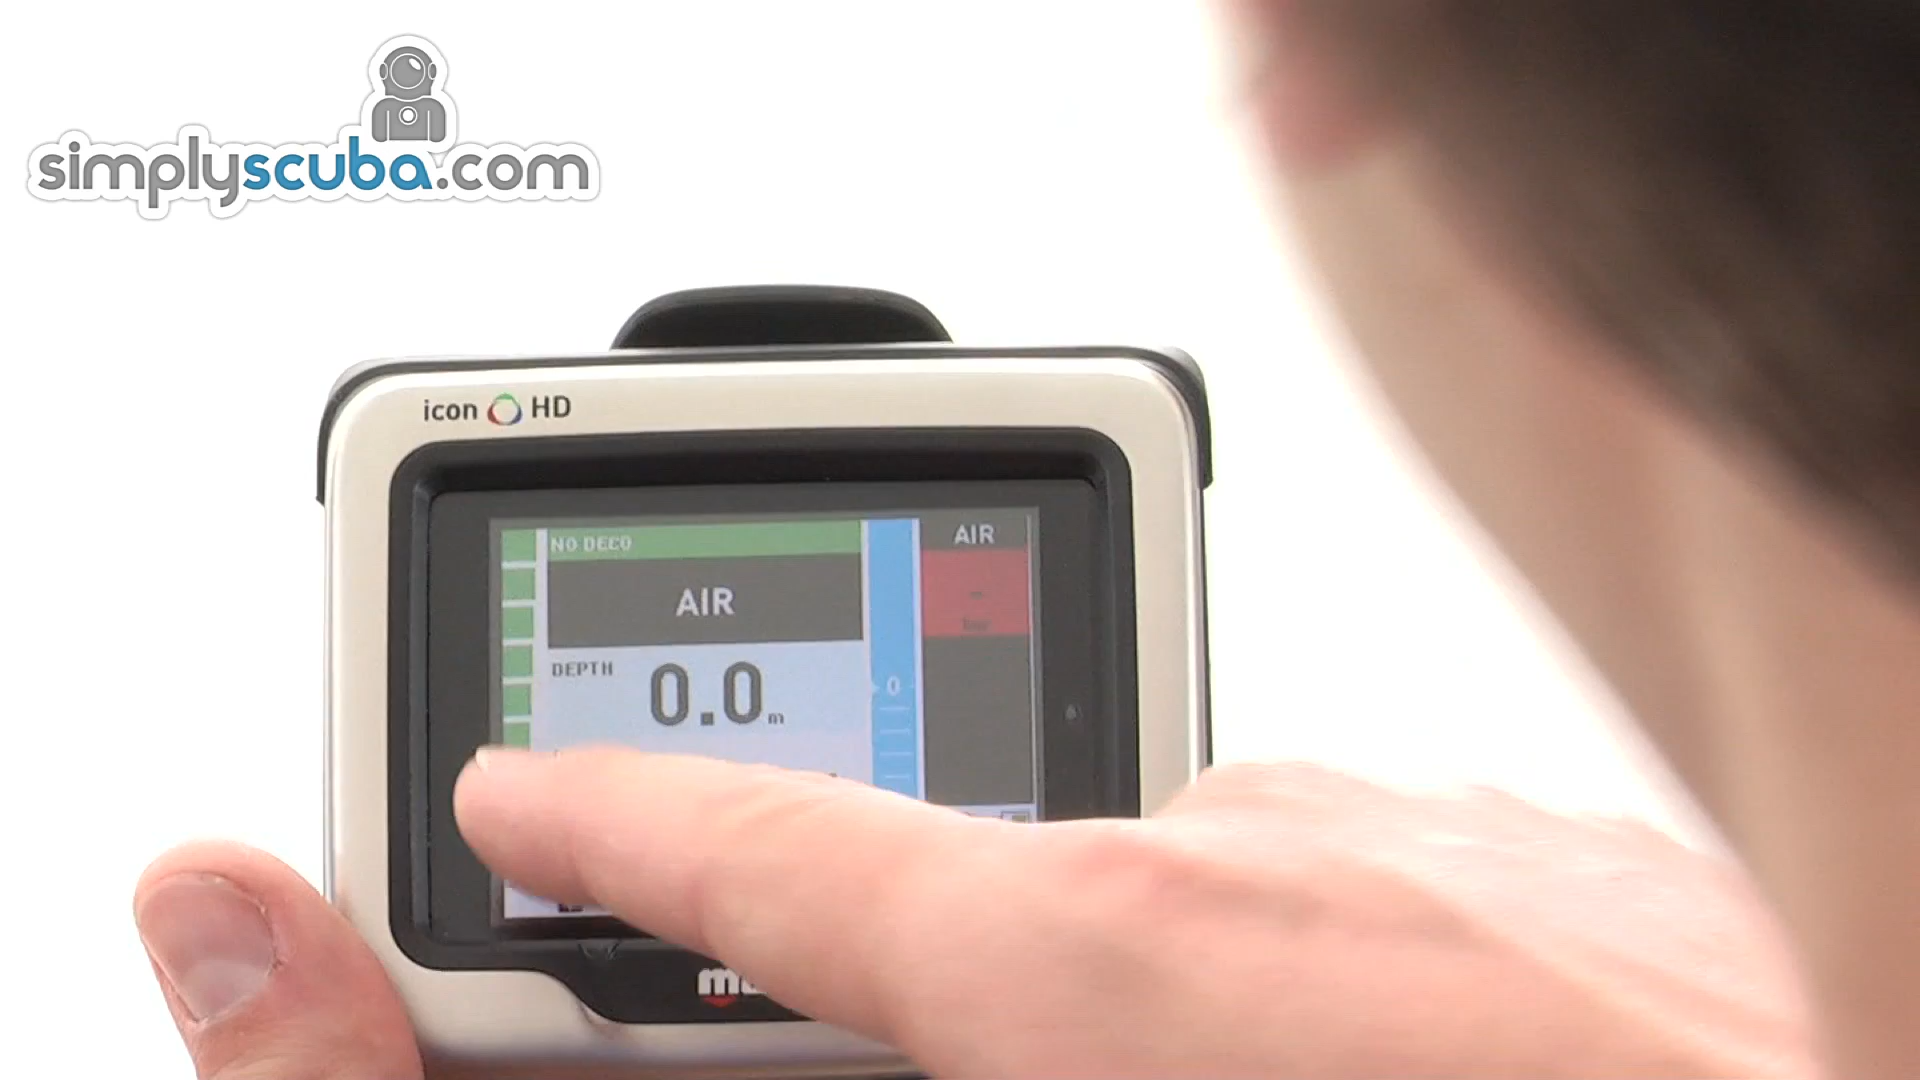 simplyscuba.com
icon HD
NO DECO
AIR
AIR
DEPTH
0.0 m
0
-